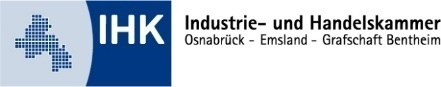 IHK
Industrie- und Handelskammer
Osnabrück - Emsland - Grafschaft Bentheim